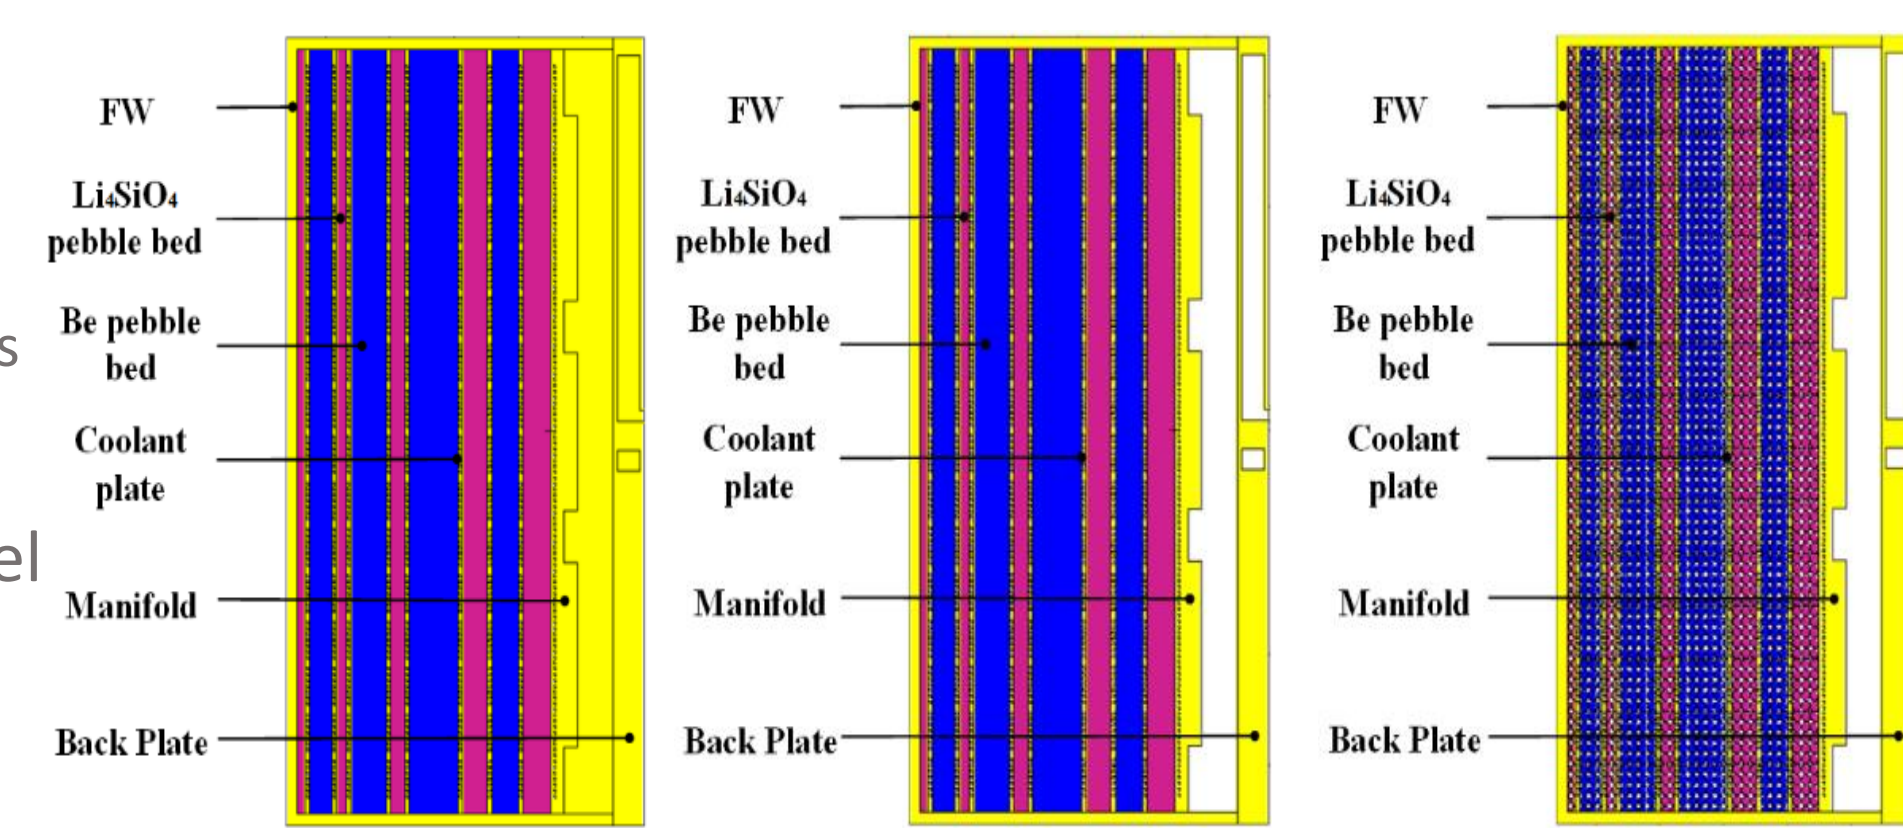 FW
Li₄SiO₄
pebble bed
Be pebble
bed
Coolant
plate
Manifold
Back Plate
FW
Li₄SiO₄
pebble bed
Be pebble
bed
Coolant
plate
Manifold
Back Plate
FW
Li₄SiO₄
pebble bed
Be pebble
bed
Coolant
plate
Manifold
Back Plate
s
el